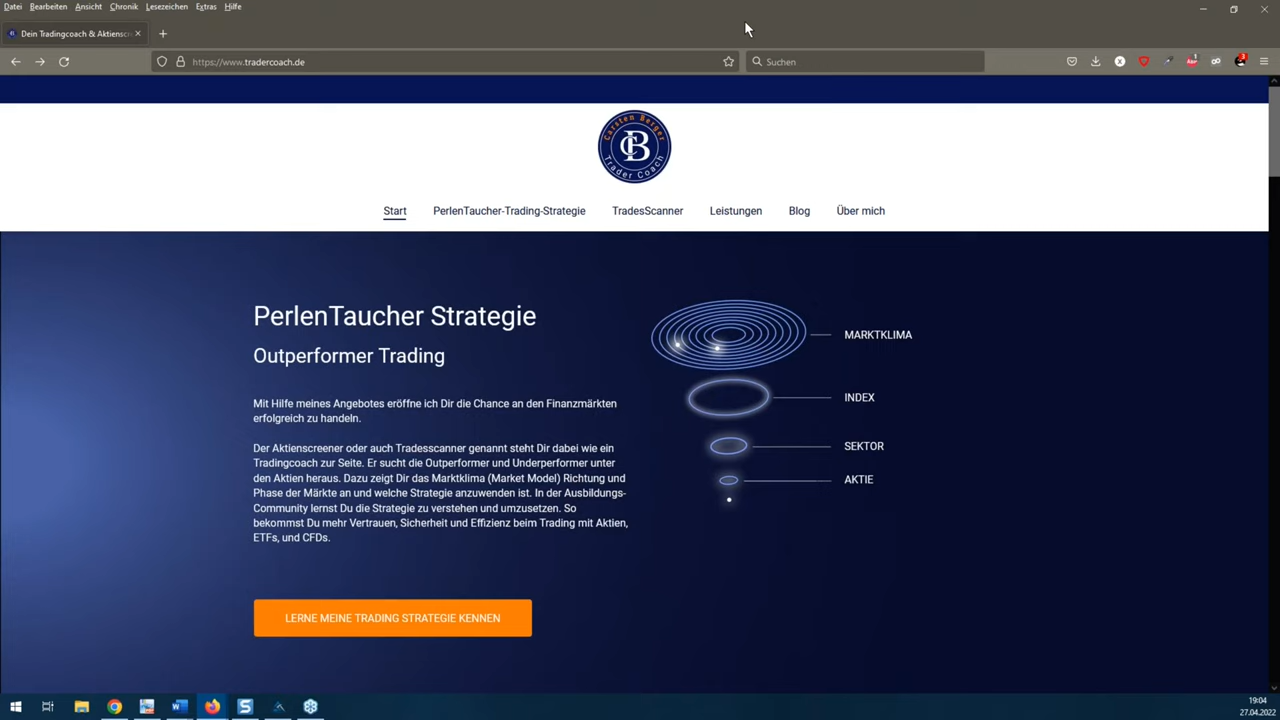 Datei Bearbeiten Ansicht Chronik Lesezeichen Extras Hilfe
Dein Tradingcoach & Aktienscr
https://www.tradercoach.de
Suchen
Carsten Berger
CB
Trader Coach
Start PerlenTaucher-Trading-Strategie TradesScanner Leistungen Blog Über mich
PerlenTaucher Strategie
Outperformer Trading
MARKTKLIMA
INDEX
SEKTOR
AKTIE
Mit Hilfe meines Angebotes eröffne ich Dir die Chance an den Finanzmärkten
erfolgreich zu handeln.
Der Aktienscreener oder auch Tradesscanner genannt steht Dir dabei wie ein
Tradingcoach zur Seite. Er sucht die Outperformer und Underperformer unter
den Aktien heraus. Dazu zeigt Dir das Marktklima (Market Model) Richtung und
Phase der Märkte an und welche Strategie anzuwenden ist. In der Ausbildungs-
Community lernst Du die Strategie zu verstehen und umzusetzen. So
bekommst Du mehr Vertrauen, Sicherheit und Effizienz beim Trading mit Aktien,
ETFs, und CFDs.
LERNE MEINE TRADING STRATEGIE KENNEN
19:04
27.04.2022